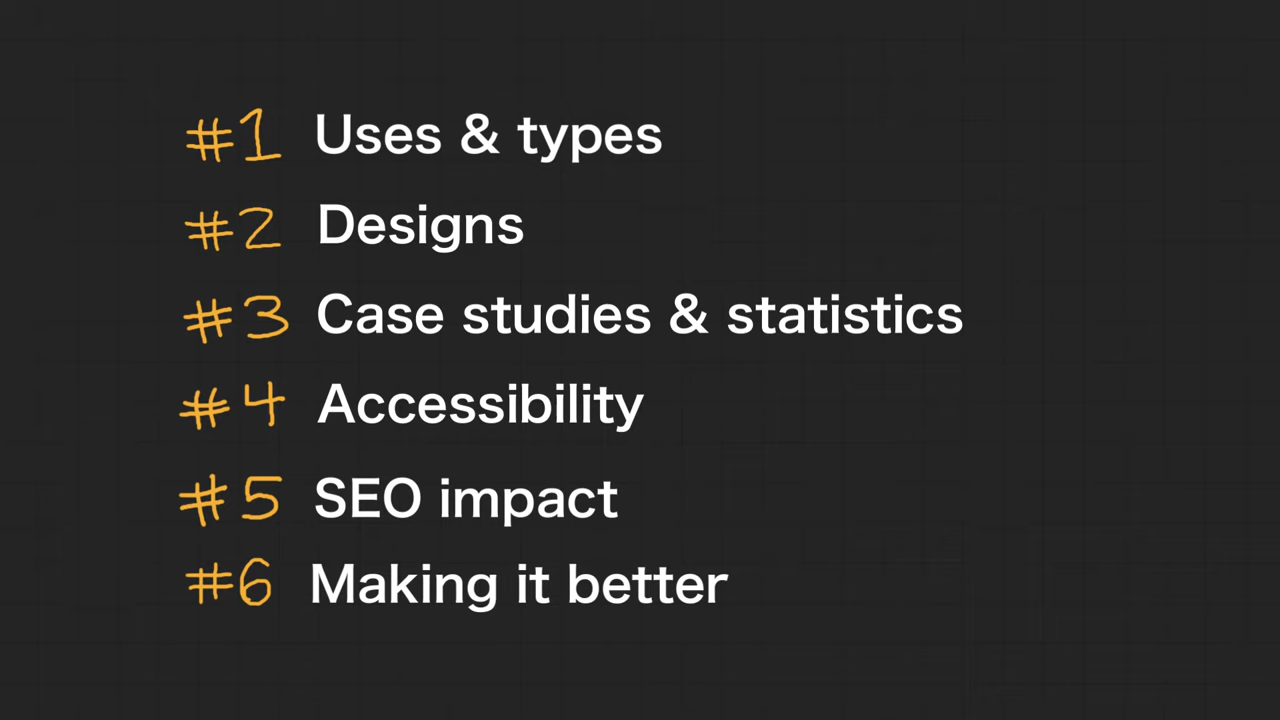 #1 Uses & types
#2 Designs
#3 Case studies & statistics
#4 Accessibility
#5 SEO impact
#6 Making it better